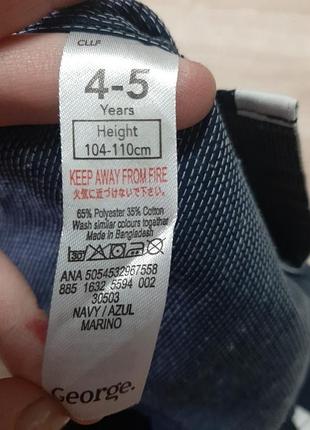 CLLF
4-5
Years
Height
104-110cm
KEEP AWAY FROM FIRE
火気に近づけないで下さい。
65% Polyester 35% Cotton
Wash similar colours together
Made in Bangladesh
ANA 5054532967558
885 1632 5594 002
30503
NAVY / AZUL
MARINO
George.